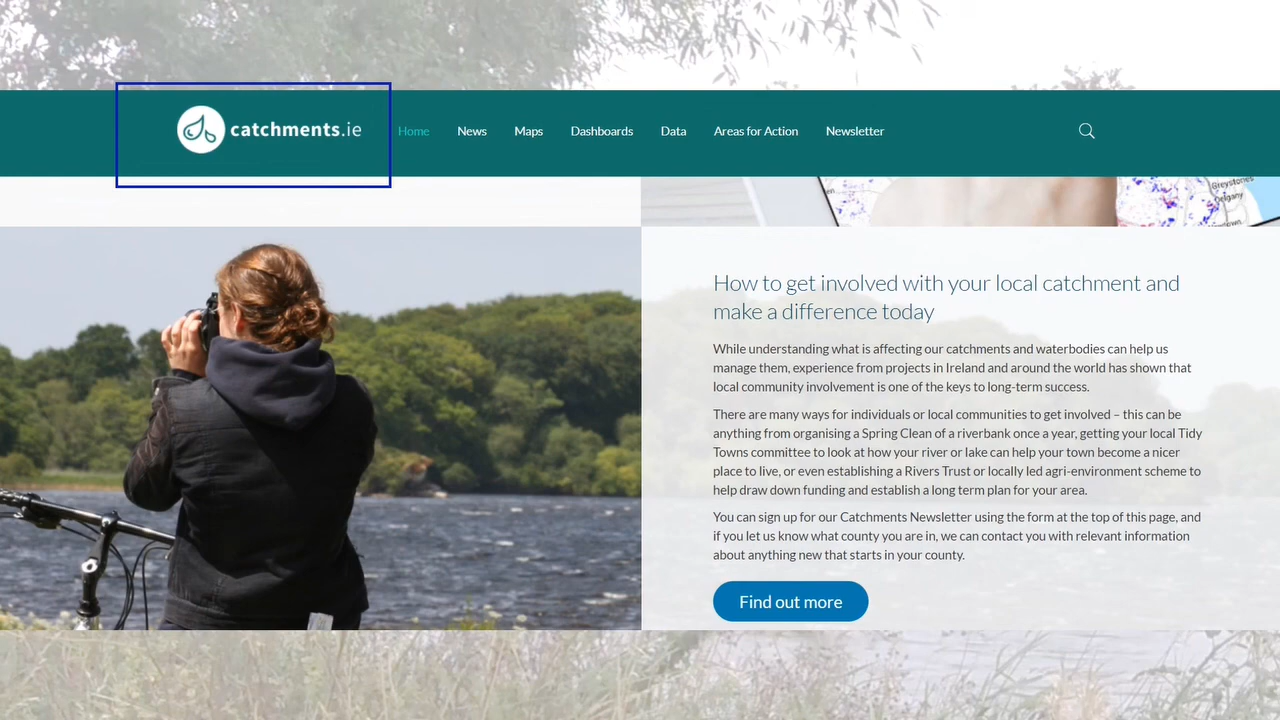 catchments.ie
Home News Maps Dashboards Data Areas for Action Newsletter
Greystones
Delgany
How to get involved with your local catchment and
make a difference today
While understanding what is affecting our catchments and waterbodies can help us
manage them, experience from projects in Ireland and around the world has shown that
local community involvement is one of the keys to long-term success.
There are many ways for individuals or local communities to get involved – this can be
anything from organising a Spring Clean of a riverbank once a year, getting your local Tidy
Towns committee to look at how your river or lake can help your town become a nicer
place to live, or even establishing a Rivers Trust or locally led agri-environment scheme to
help draw down funding and establish a long term plan for your area.
You can sign up for our Catchments Newsletter using the form at the top of this page, and
if you let us know what county you are in, we can contact you with relevant information
about anything new that starts in your county.
Find out more